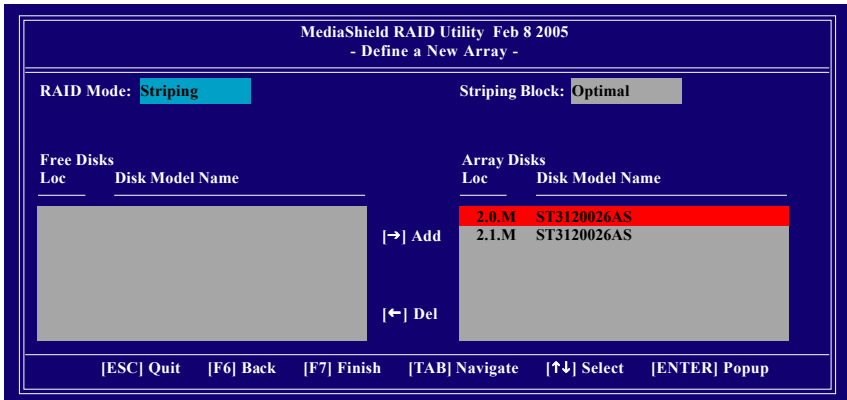 MediaShield RAID Utility Feb 8 2005
- Define a New Array -
RAID Mode: Striping
Striping Block: Optimal
Free Disks
Loc Disk Model Name
Array Disks
Loc Disk Model Name
2.0.M ST3120026AS
2.1.M ST3120026AS
[→] Add
[←] Del
[ESC] Quit [F6] Back [F7] Finish [TAB] Navigate [↑↓] Select [ENTER] Popup